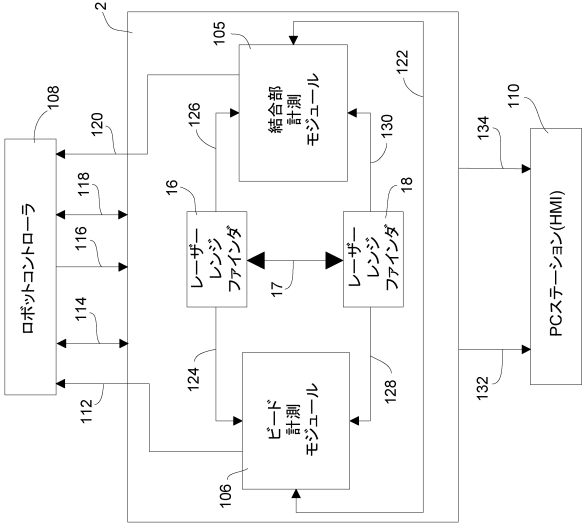 108
ロボットコントローラ
112
114
116
118
120
2
16
レーザー
レンジ
ファインダ
124
126
105
結合部
計測
モジュール
17
106
ビード
計測
モジュール
18
レーザー
レンジ
ファインダ
128
130
122
132
134
110
PCステーション(HMI)